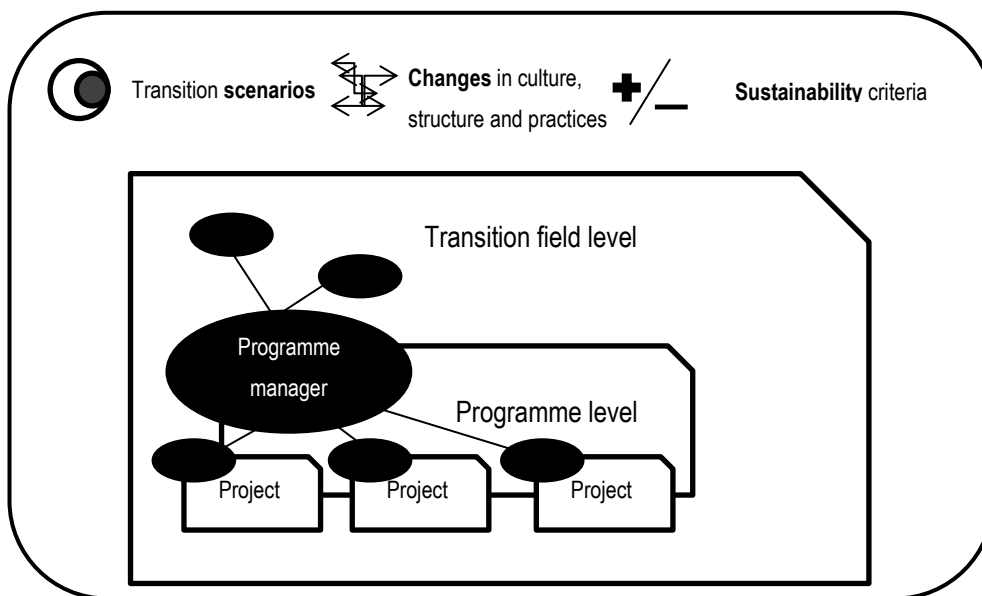 Transition scenarios
Changes in culture,
structure and practices
Sustainability criteria
Transition field level
Programme
manager
Programme level
Project
Project
Project